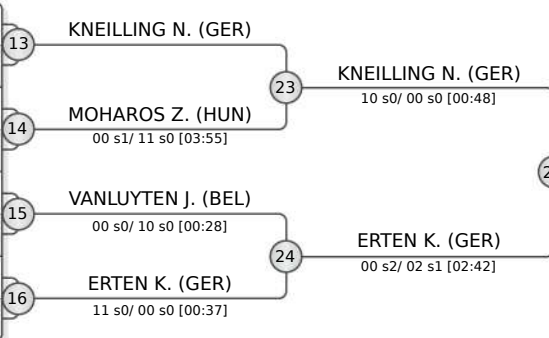 KNEILLING N. (GER)
13
23
KNEILLING N. (GER)
10 s0/ 00 s0 [00:48]
14
MOHAROS Z. (HUN)
00 s1/ 11 s0 [03:55]
15
VANLUYTEN J. (BEL)
00 s0/ 10 s0 [00:28]
24
ERTEN K. (GER)
00 s2/ 02 s1 [02:42]
16
ERTEN K. (GER)
11 s0/ 00 s0 [00:37]